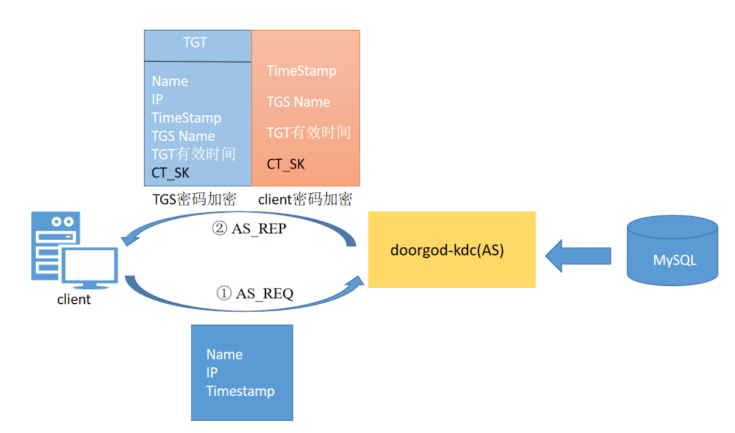 TGT
Name
IP
TimeStamp
TGS Name
TGT有效时间
CT_SK
TGS密码加密
TimeStamp
TGS Name
TGT有效时间
CT_SK
client密码加密
② AS_REP
doorgod-kdc(AS)
MySQL
client
① AS_REQ
Name
IP
Timestamp